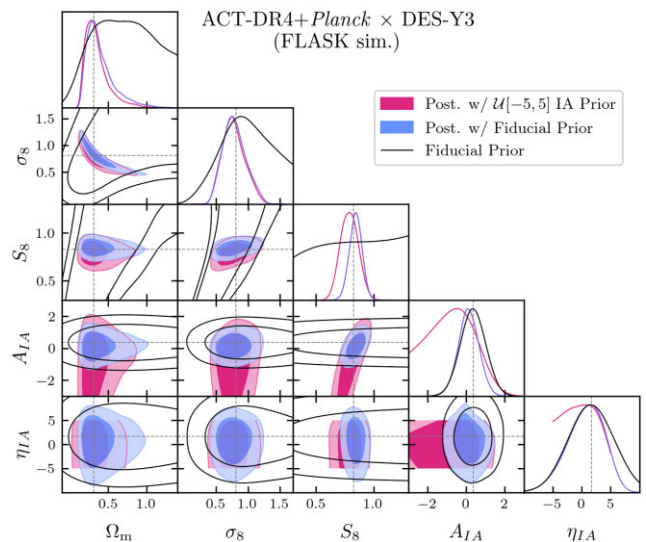 ACT-DR4+Planck × DES-Y3
(FLASK sim.)
Post. w/ U[−5, 5] IA Prior
Post. w/ Fiducial Prior
Fiducial Prior
1.5
1.0
0.5
σ8
1.0
0.5
S8
2
0
−2
A_IA
5
0
−5
η_IA
0.5 1.0 0.5 1.0 1.5 0.5 1.0 0 2 −5 0 5
Ωm σ8 S8 A_IA η_IA